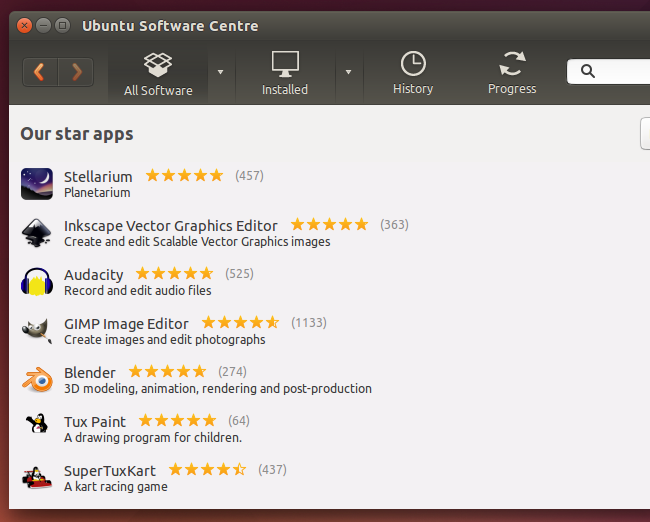 Ubuntu Software Centre
All Software
Installed
History
Progress
Our star apps
Stellarium (457)
Planetarium
Inkscape Vector Graphics Editor (363)
Create and edit Scalable Vector Graphics images
Audacity (525)
Record and edit audio files
GIMP Image Editor (1133)
Create images and edit photographs
Blender (274)
3D modeling, animation, rendering and post-production
Tux Paint (64)
A drawing program for children.
SuperTuxKart (437)
A kart racing game